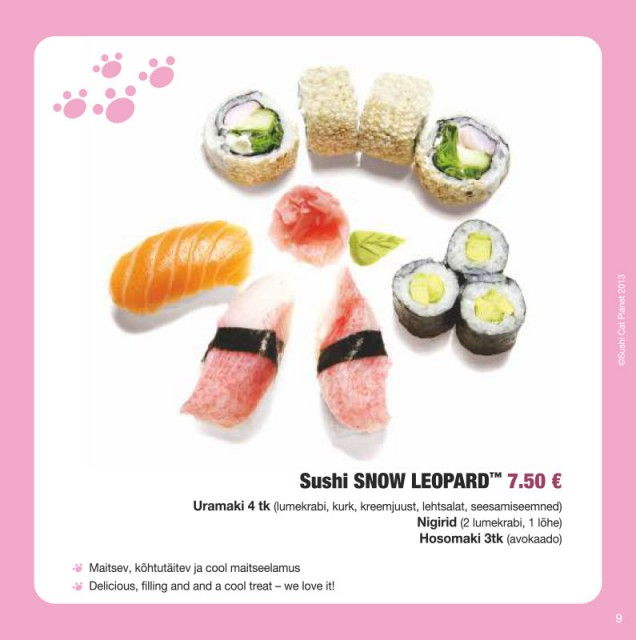 Sushi SNOW LEOPARD™ 7.50 €
Uramaki 4 tk (lumekrabi, kurk, kreemjuust, lehtsalat, seesamiseemned)
Nigirid (2 lumekrabi, 1 lõhe)
Hosomaki 3tk (avokaado)
Maitsev, kõhtutäitev ja cool maitseelamus
Delicious, filling and and a cool treat – we love it!
©Sushi Cat Planet 2013
9